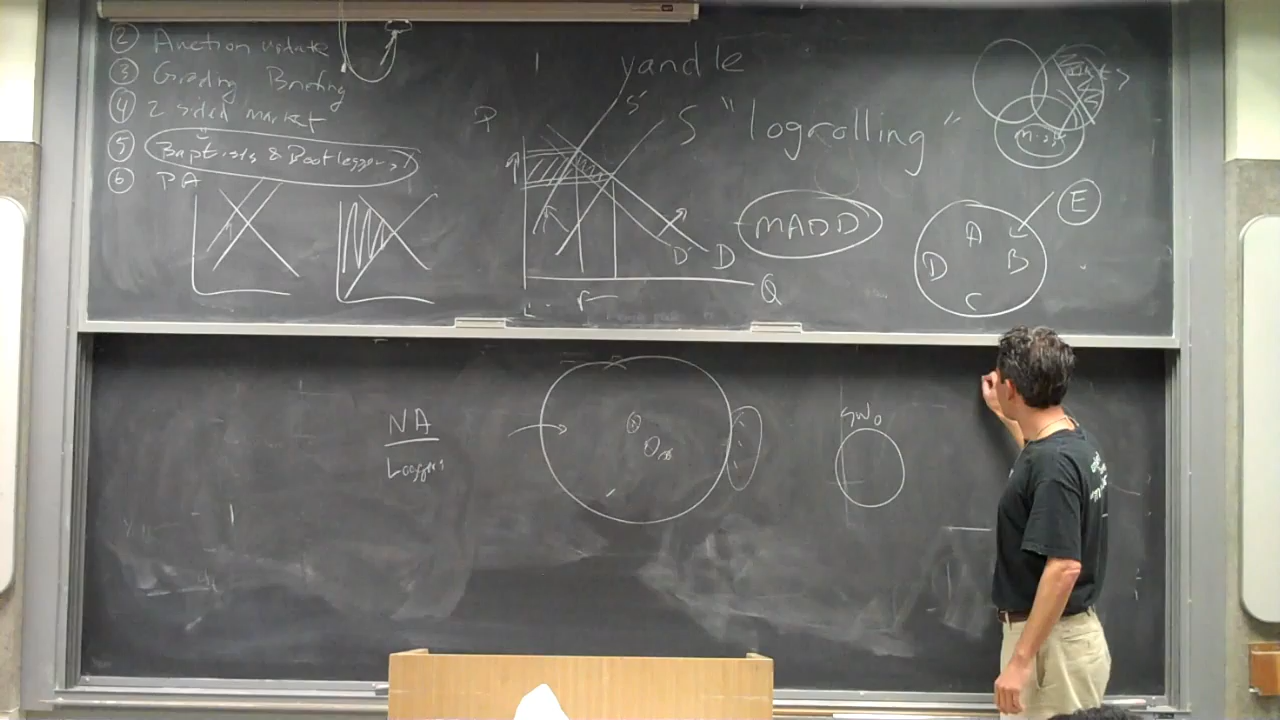 ② Auction update
③ Grading Briefing
④ 2 sided market
⑤ Baptists & Bootleggers
⑥ PA
yandle
P
S'
S
"logrolling"
D'
D
Q
MADD
A
B
C
D
E
NA
Loggers
SWO